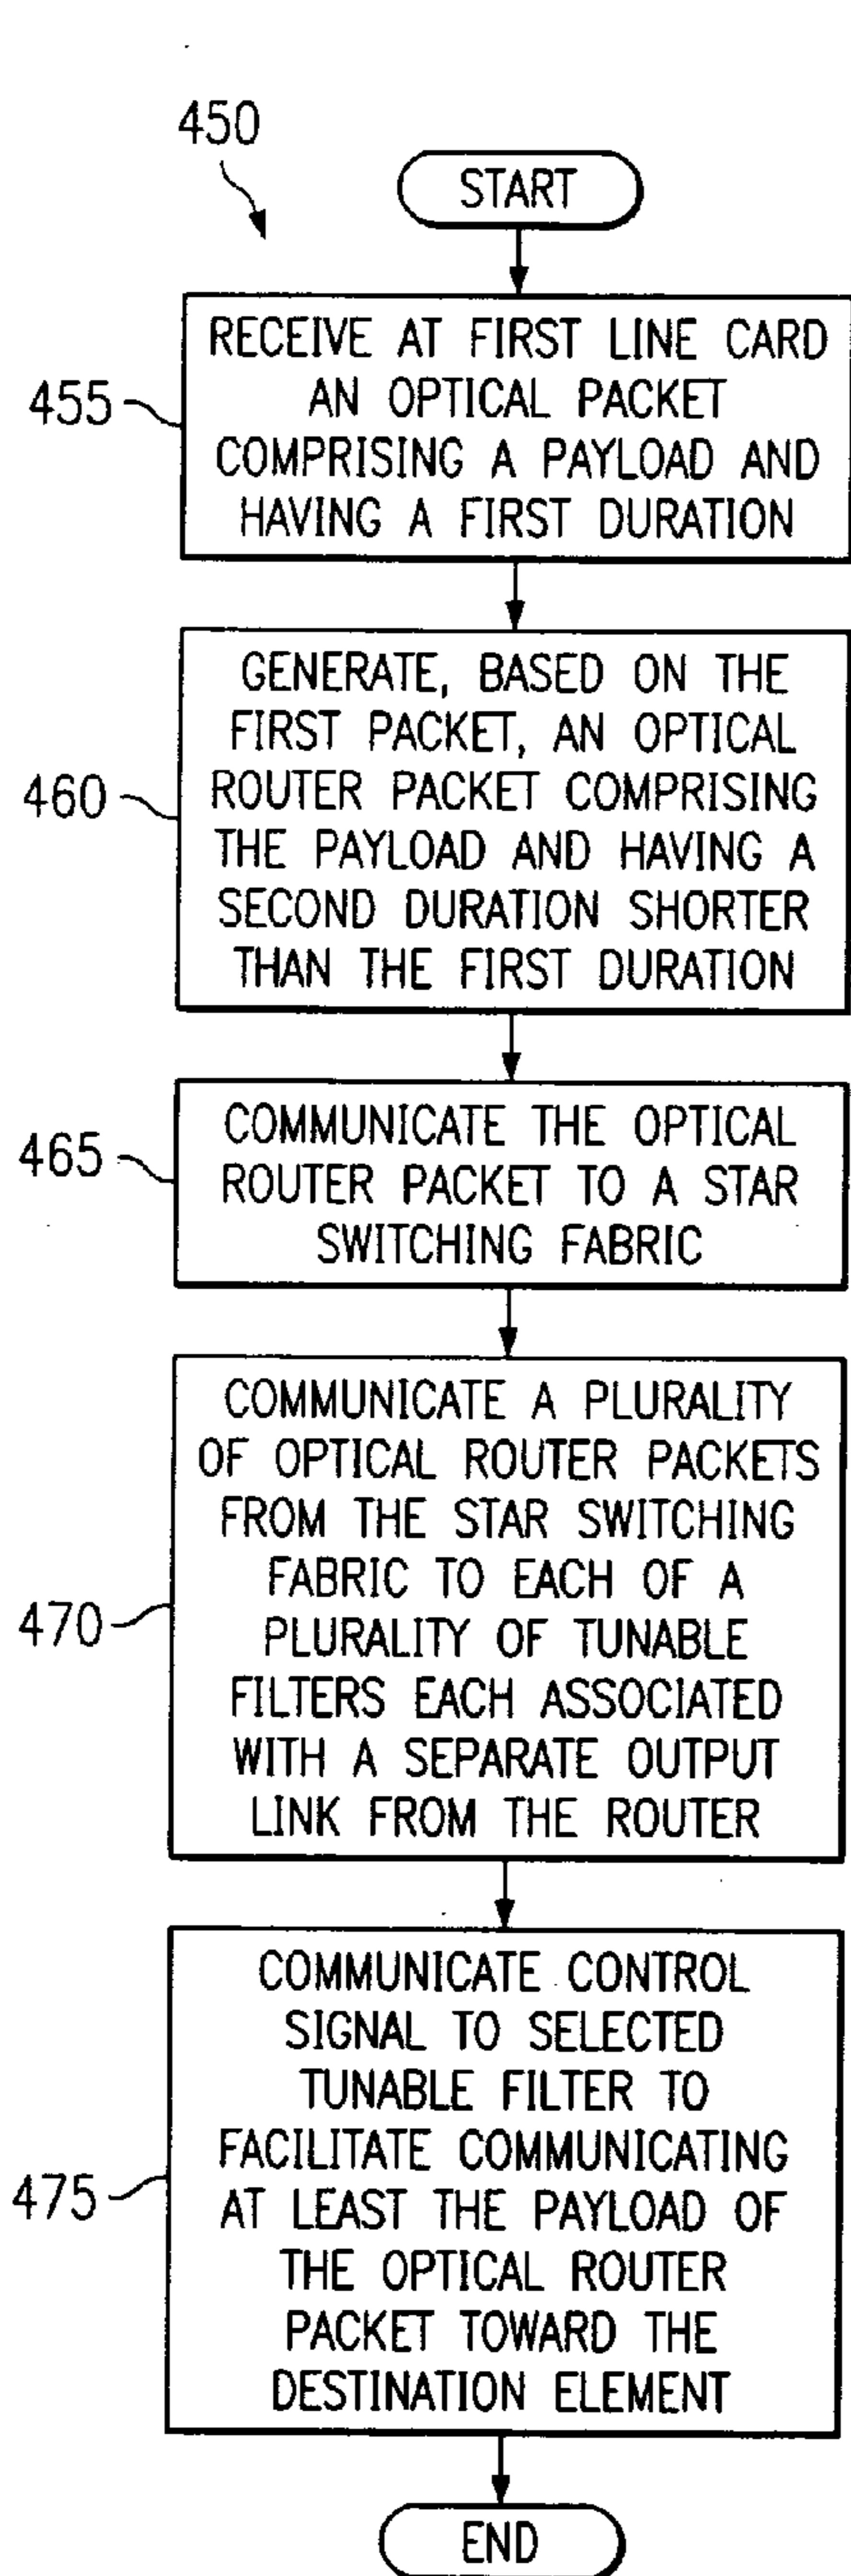 450
START
455
RECEIVE AT FIRST LINE CARD
AN OPTICAL PACKET
COMPRISING A PAYLOAD AND
HAVING A FIRST DURATION
460
GENERATE, BASED ON THE
FIRST PACKET, AN OPTICAL
ROUTER PACKET COMPRISING
THE PAYLOAD AND HAVING A
SECOND DURATION SHORTER
THAN THE FIRST DURATION
465
COMMUNICATE THE OPTICAL
ROUTER PACKET TO A STAR
SWITCHING FABRIC
470
COMMUNICATE A PLURALITY
OF OPTICAL ROUTER PACKETS
FROM THE STAR SWITCHING
FABRIC TO EACH OF A
PLURALITY OF TUNABLE
FILTERS EACH ASSOCIATED
WITH A SEPARATE OUTPUT
LINK FROM THE ROUTER
475
COMMUNICATE CONTROL
SIGNAL TO SELECTED
TUNABLE FILTER TO
FACILITATE COMMUNICATING
AT LEAST THE PAYLOAD OF
THE OPTICAL ROUTER
PACKET TOWARD THE
DESTINATION ELEMENT
END